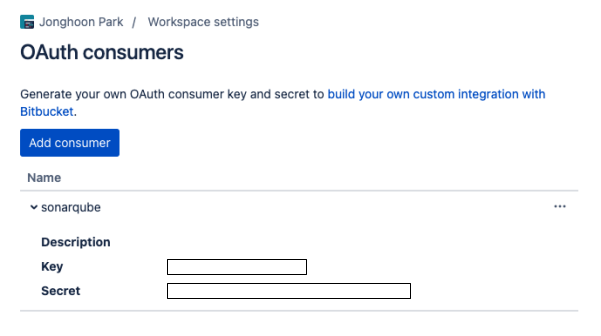 Jonghoon Park / Workspace settings
OAuth consumers
Generate your own OAuth consumer key and secret to build your own custom integration with
Bitbucket.
Add consumer
Name
sonarqube
Description
Key
Secret